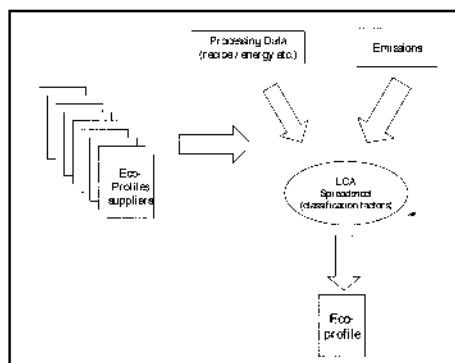 Processing Data
(recipe / energy etc.)
Emissions
Eco-
Profiles
suppliers
LCA
Spreadsheet
(classification factors)
Eco-
profile